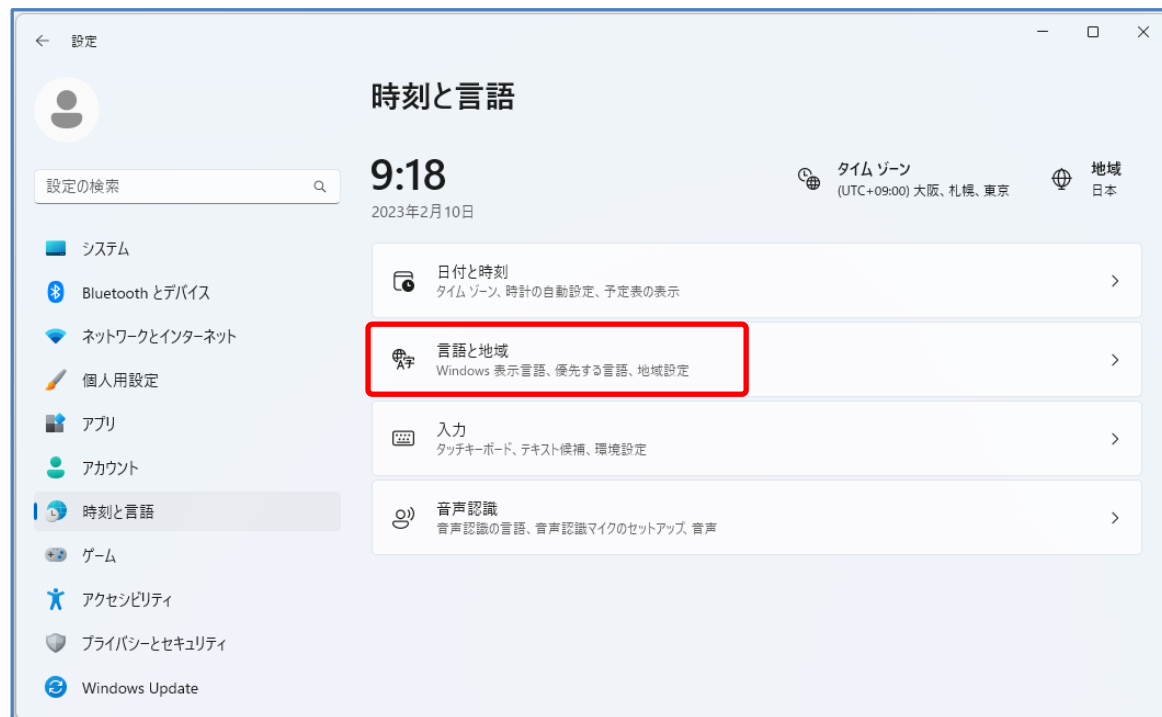 設定
時刻と言語
設定の検索
9:18
2023年2月10日
タイム ゾーン
(UTC+09:00) 大阪、札幌、東京
地域
日本
システム
Bluetooth とデバイス
ネットワークとインターネット
個人用設定
アプリ
アカウント
時刻と言語
ゲーム
アクセシビリティ
プライバシーとセキュリティ
Windows Update
日付と時刻
タイム ゾーン、時計の自動設定、予定表の表示
言語と地域
Windows 表示言語、優先する言語、地域設定
入力
タッチキーボード、テキスト候補、環境設定
音声認識
音声認識の言語、音声認識マイクのセットアップ、音声